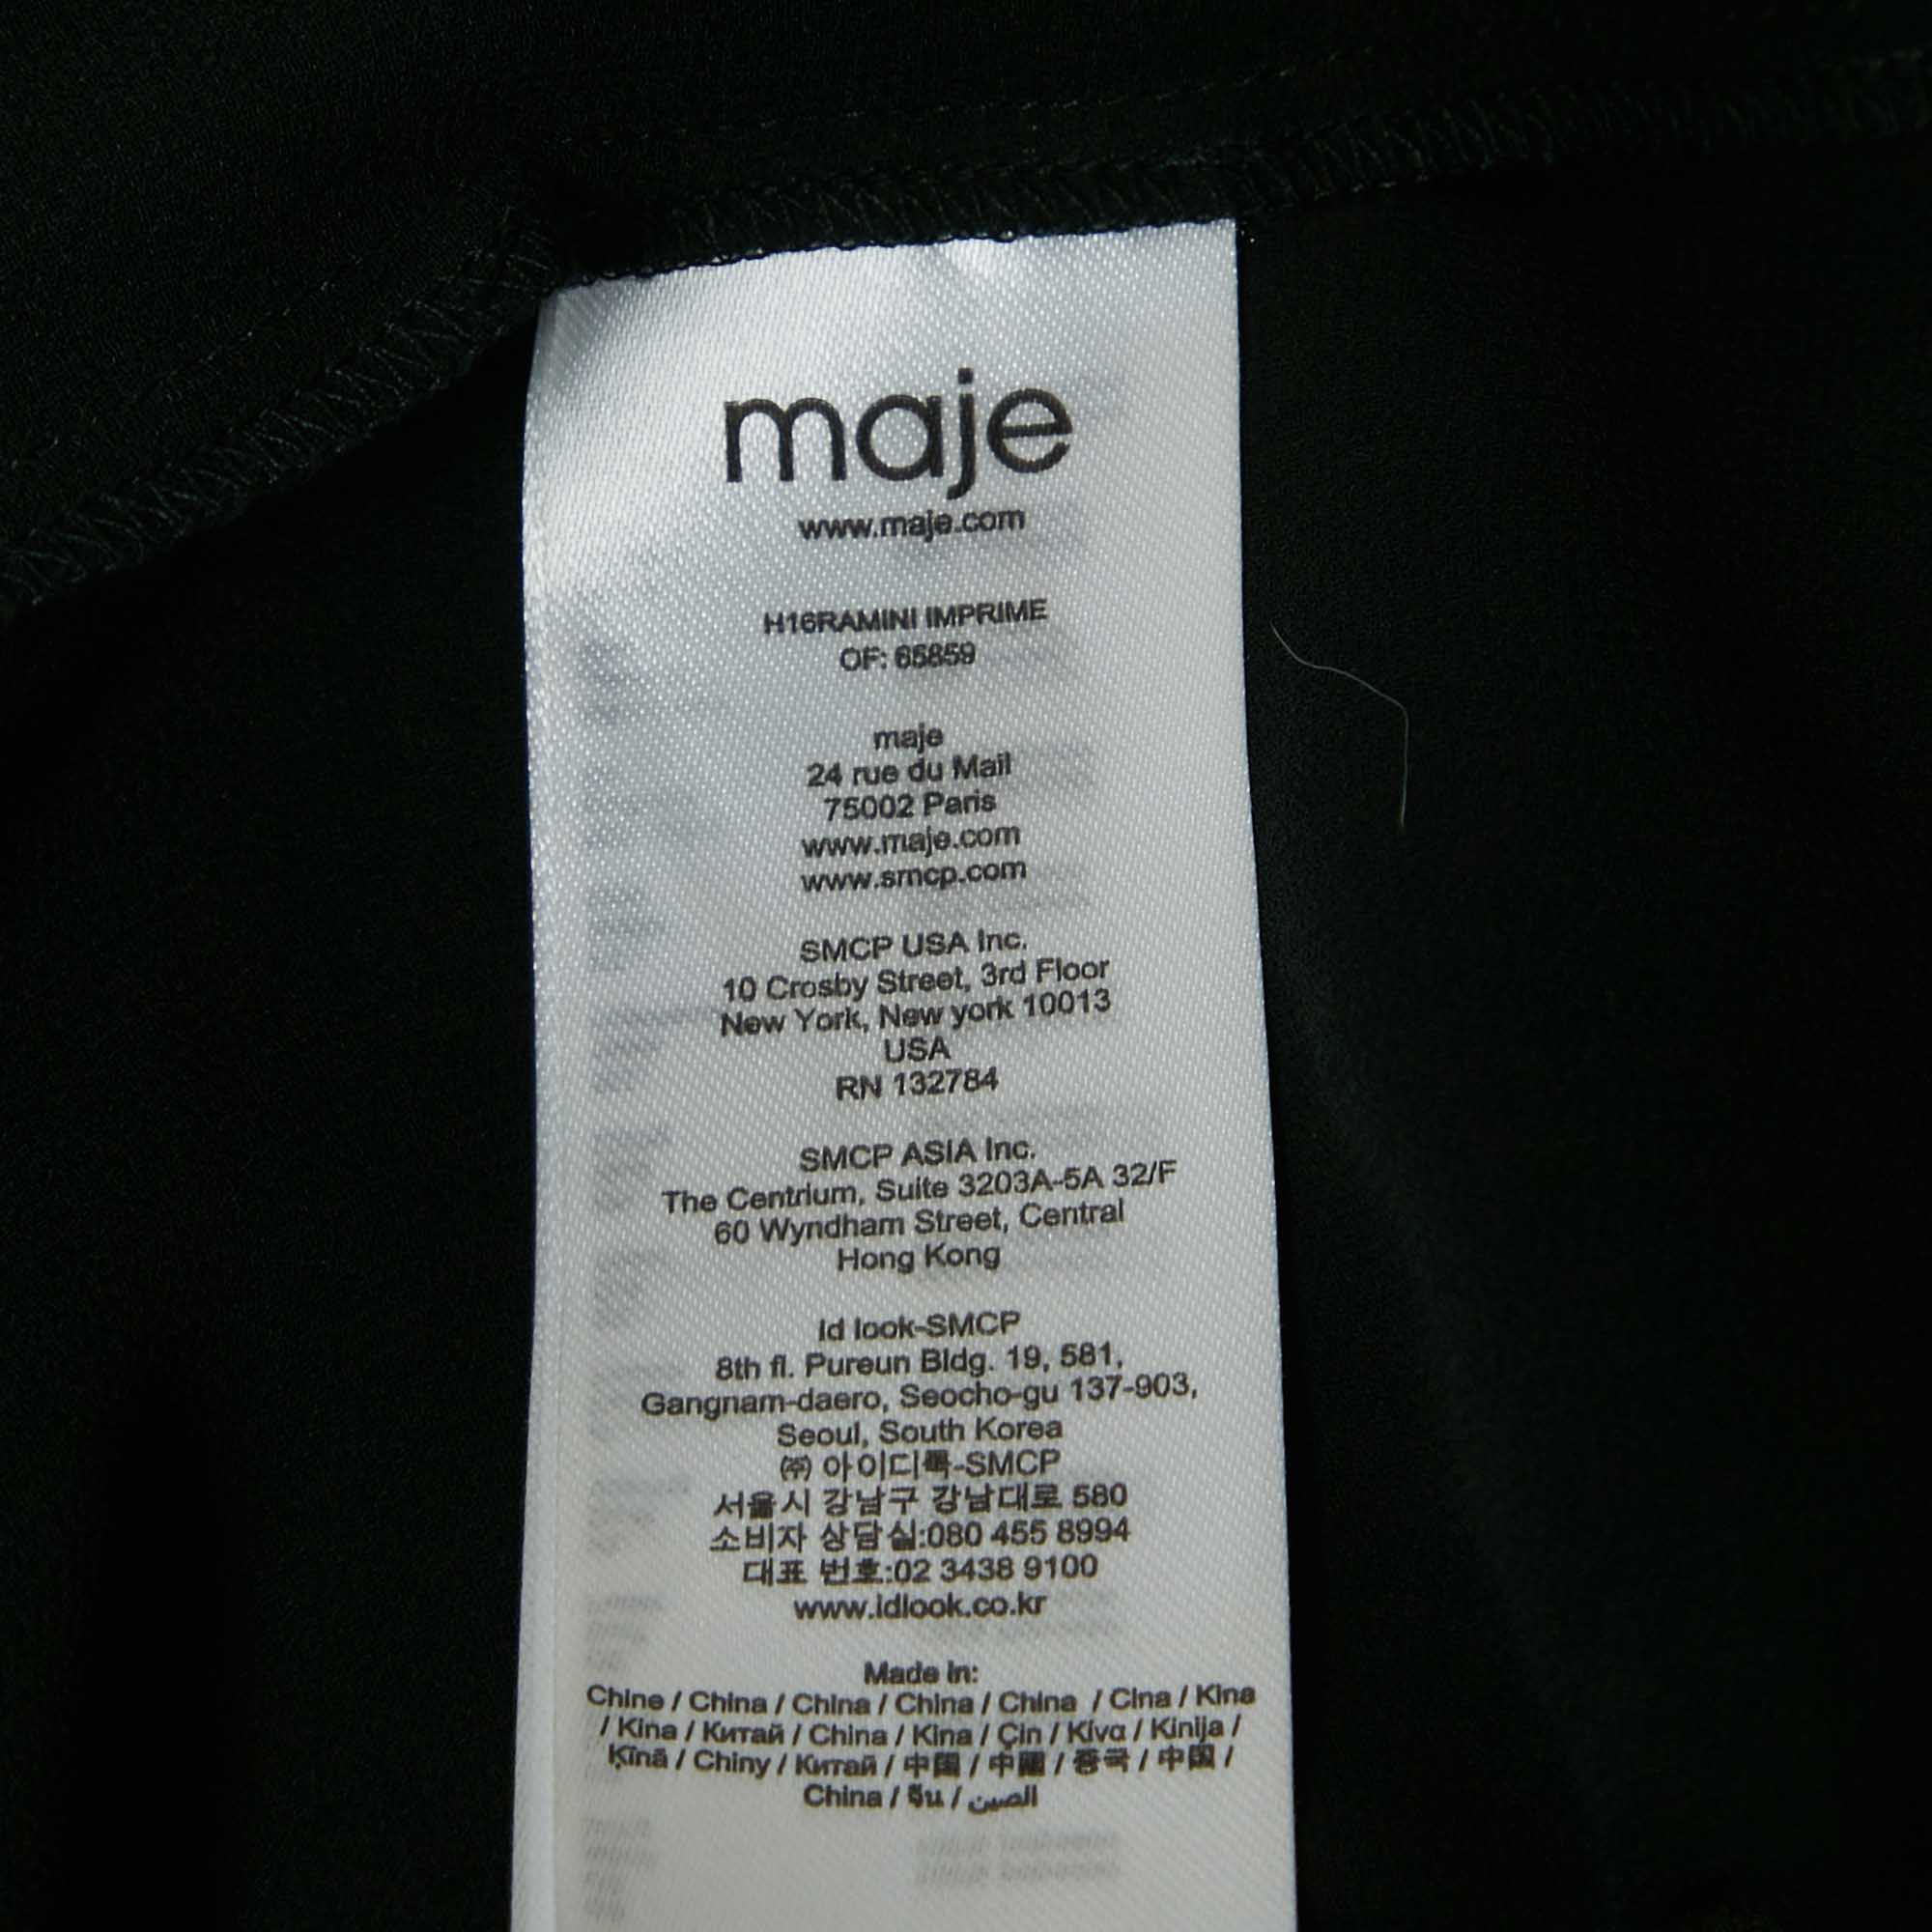 maje
www.maje.com
H16RAMINI IMPRIME
OF: 65859
maje
24 rue du Mail
75002 Paris
www.maje.com
www.smcp.com
SMCP USA Inc.
10 Crosby Street, 3rd Floor
New York, New york 10013
USA
RN 132784
SMCP ASIA Inc.
The Centrium, Suite 3203A-5A 32/F
60 Wyndham Street, Central
Hong Kong
Id look-SMCP
8th fl. Pureun Bldg. 19, 581,
Gangnam-daero, Seocho-gu 137-903,
Seoul, South Korea
㈜ 아이디룩-SMCP
서울시 강남구 강남대로 580
소비자 상담실:080 455 8994
대표 번호:02 3438 9100
www.idlook.co.kr
Made in:
Chine / China / China / China / China / Cina / Kina
/ Kina / Китай / China / Kina / Çin / Κίνα / Kinija /
Ķīnā / Chiny / Китай / 中国 / 中國 / 중국 / 中国 /
China / จีน / الصين